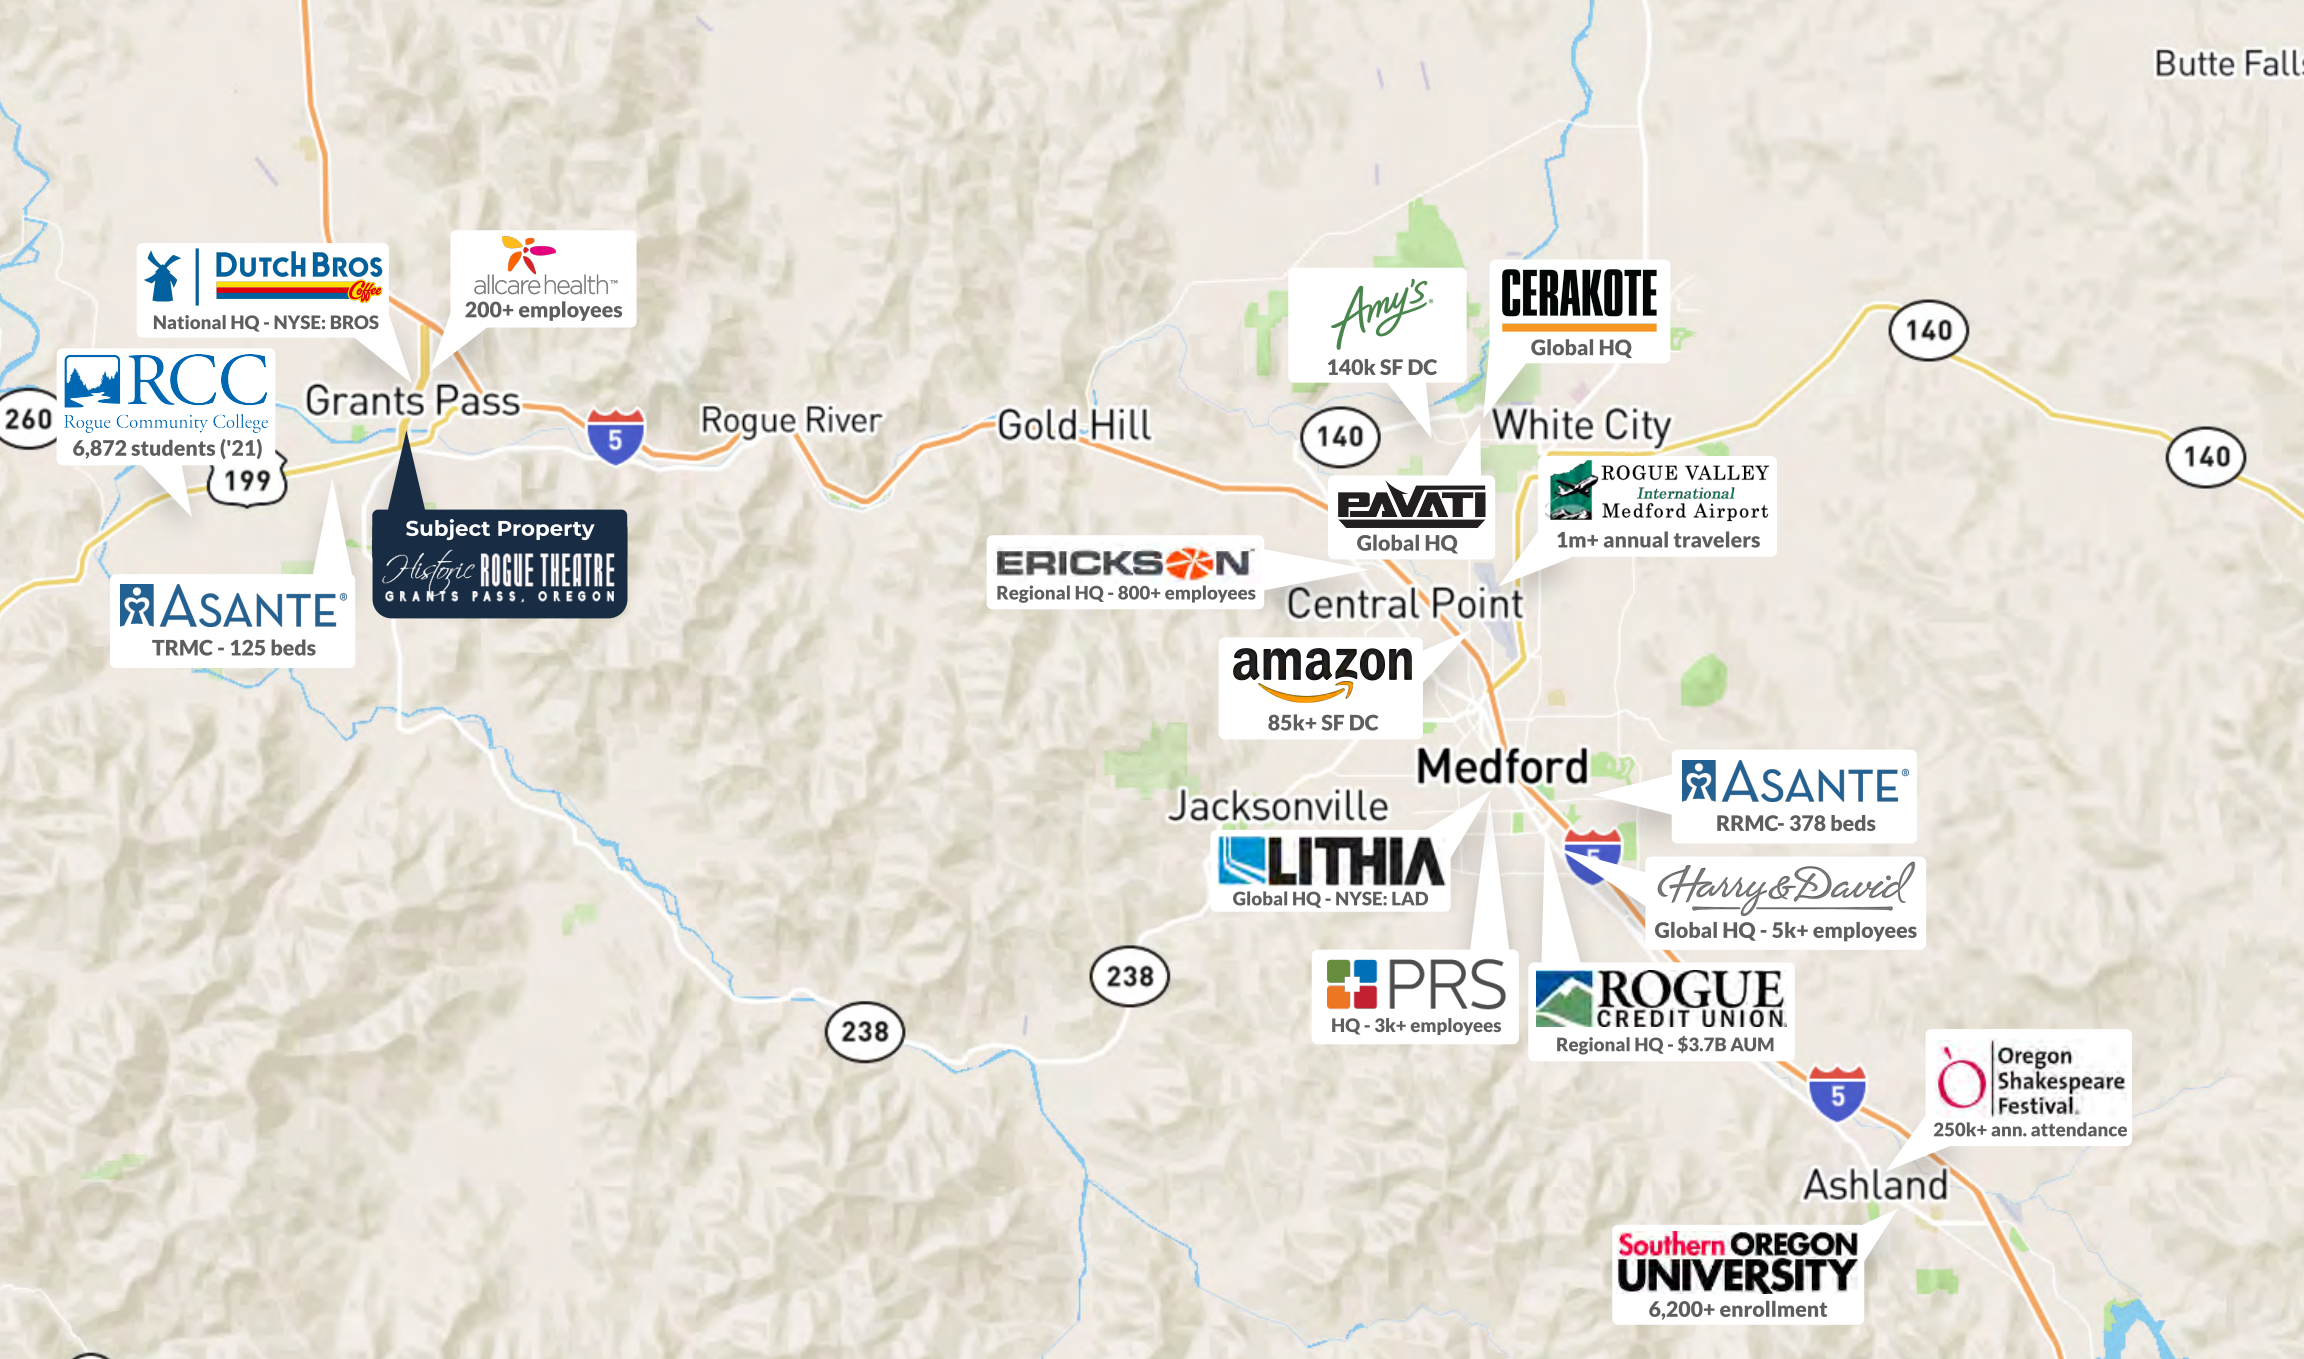 Butte Falls
DUTCH BROS
Coffee
National HQ - NYSE: BROS
allcare health™
200+ employees
RCC
Rogue Community College
6,872 students ('21)
260
199
Grants Pass
5
Rogue River
Gold Hill
Subject Property
Historic ROGUE THEATRE
GRANTS PASS, OREGON
ASANTE®
TRMC - 125 beds
Amy's®
140k SF DC
CERAKOTE
Global HQ
140
140
140
White City
PAVATI
Global HQ
ROGUE VALLEY
International
Medford Airport
1m+ annual travelers
ERICKSON
Regional HQ - 800+ employees
Central Point
amazon
85k+ SF DC
Medford
Jacksonville
ASANTE®
RRMC- 378 beds
LITHIA
Global HQ - NYSE: LAD
5
Harry & David
Global HQ - 5k+ employees
238
238
PRS
HQ - 3k+ employees
ROGUE
CREDIT UNION
Regional HQ - $3.7B AUM
5
Oregon
Shakespeare
Festival
250k+ ann. attendance
Ashland
Southern OREGON
UNIVERSITY
6,200+ enrollment